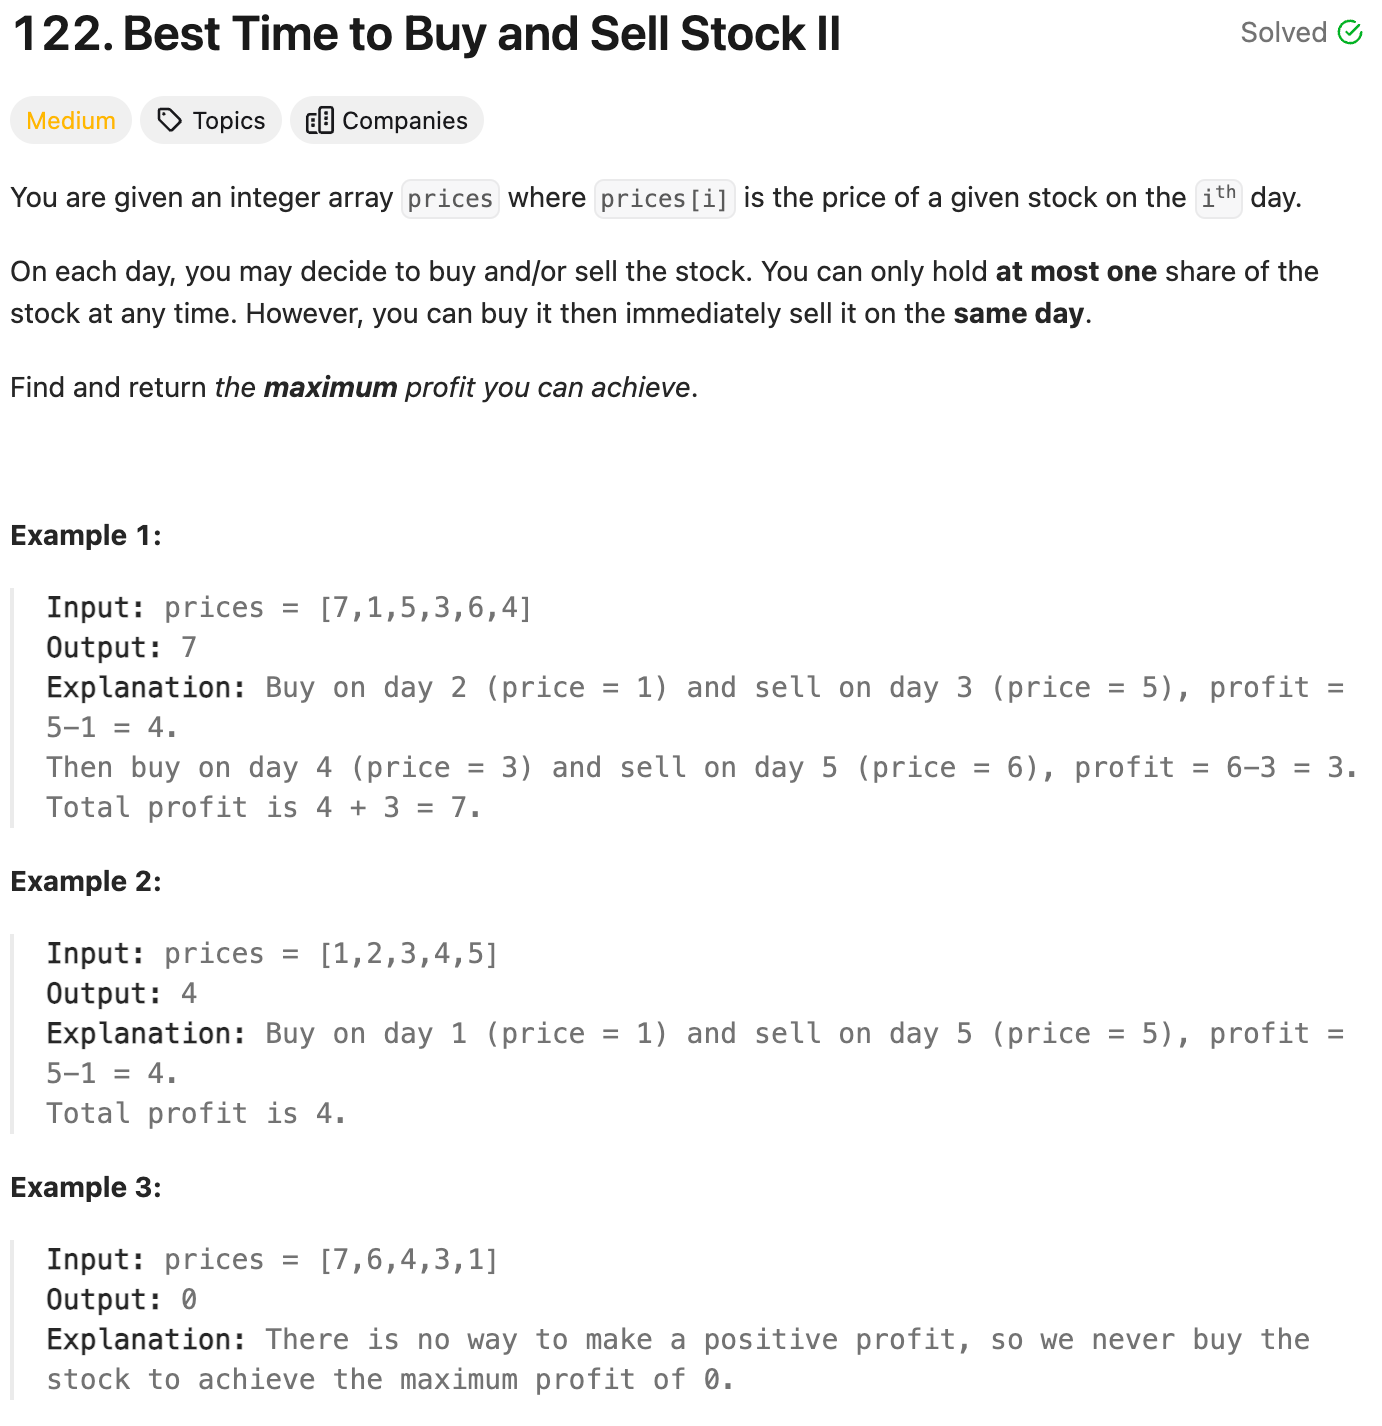 122. Best Time to Buy and Sell Stock II
Solved
Medium
Topics
Companies
You are given an integer array prices where prices[i] is the price of a given stock on the ith day.
On each day, you may decide to buy and/or sell the stock. You can only hold at most one share of the
stock at any time. However, you can buy it then immediately sell it on the same day.
Find and return the maximum profit you can achieve.
Example 1:
Input: prices = [7,1,5,3,6,4]
Output: 7
Explanation: Buy on day 2 (price = 1) and sell on day 3 (price = 5), profit =
5-1 = 4.
Then buy on day 4 (price = 3) and sell on day 5 (price = 6), profit = 6-3 = 3.
Total profit is 4 + 3 = 7.
Example 2:
Input: prices = [1,2,3,4,5]
Output: 4
Explanation: Buy on day 1 (price = 1) and sell on day 5 (price = 5), profit =
5-1 = 4.
Total profit is 4.
Example 3:
Input: prices = [7,6,4,3,1]
Output: 0
Explanation: There is no way to make a positive profit, so we never buy the
stock to achieve the maximum profit of 0.